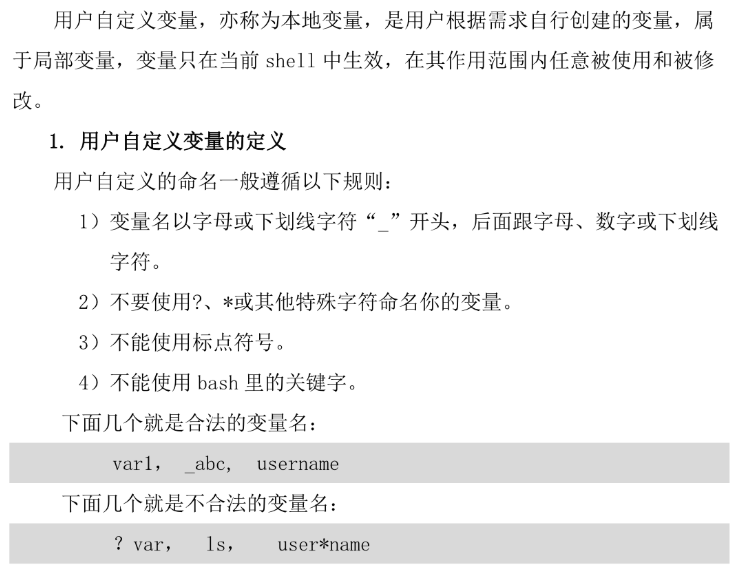 用户自定义变量，亦称为本地变量，是用户根据需求自行创建的变量，属
于局部变量，变量只在当前 shell 中生效，在其作用范围内任意被使用和被修
改。
1. 用户自定义变量的定义
用户自定义的命名一般遵循以下规则：
1）变量名以字母或下划线字符“_”开头，后面跟字母、数字或下划线
字符。
2）不要使用?、*或其他特殊字符命名你的变量。
3）不能使用标点符号。
4）不能使用 bash 里的关键字。
下面几个就是合法的变量名：
var1， _abc, username
下面几个就是不合法的变量名：
？var， ls， user*name